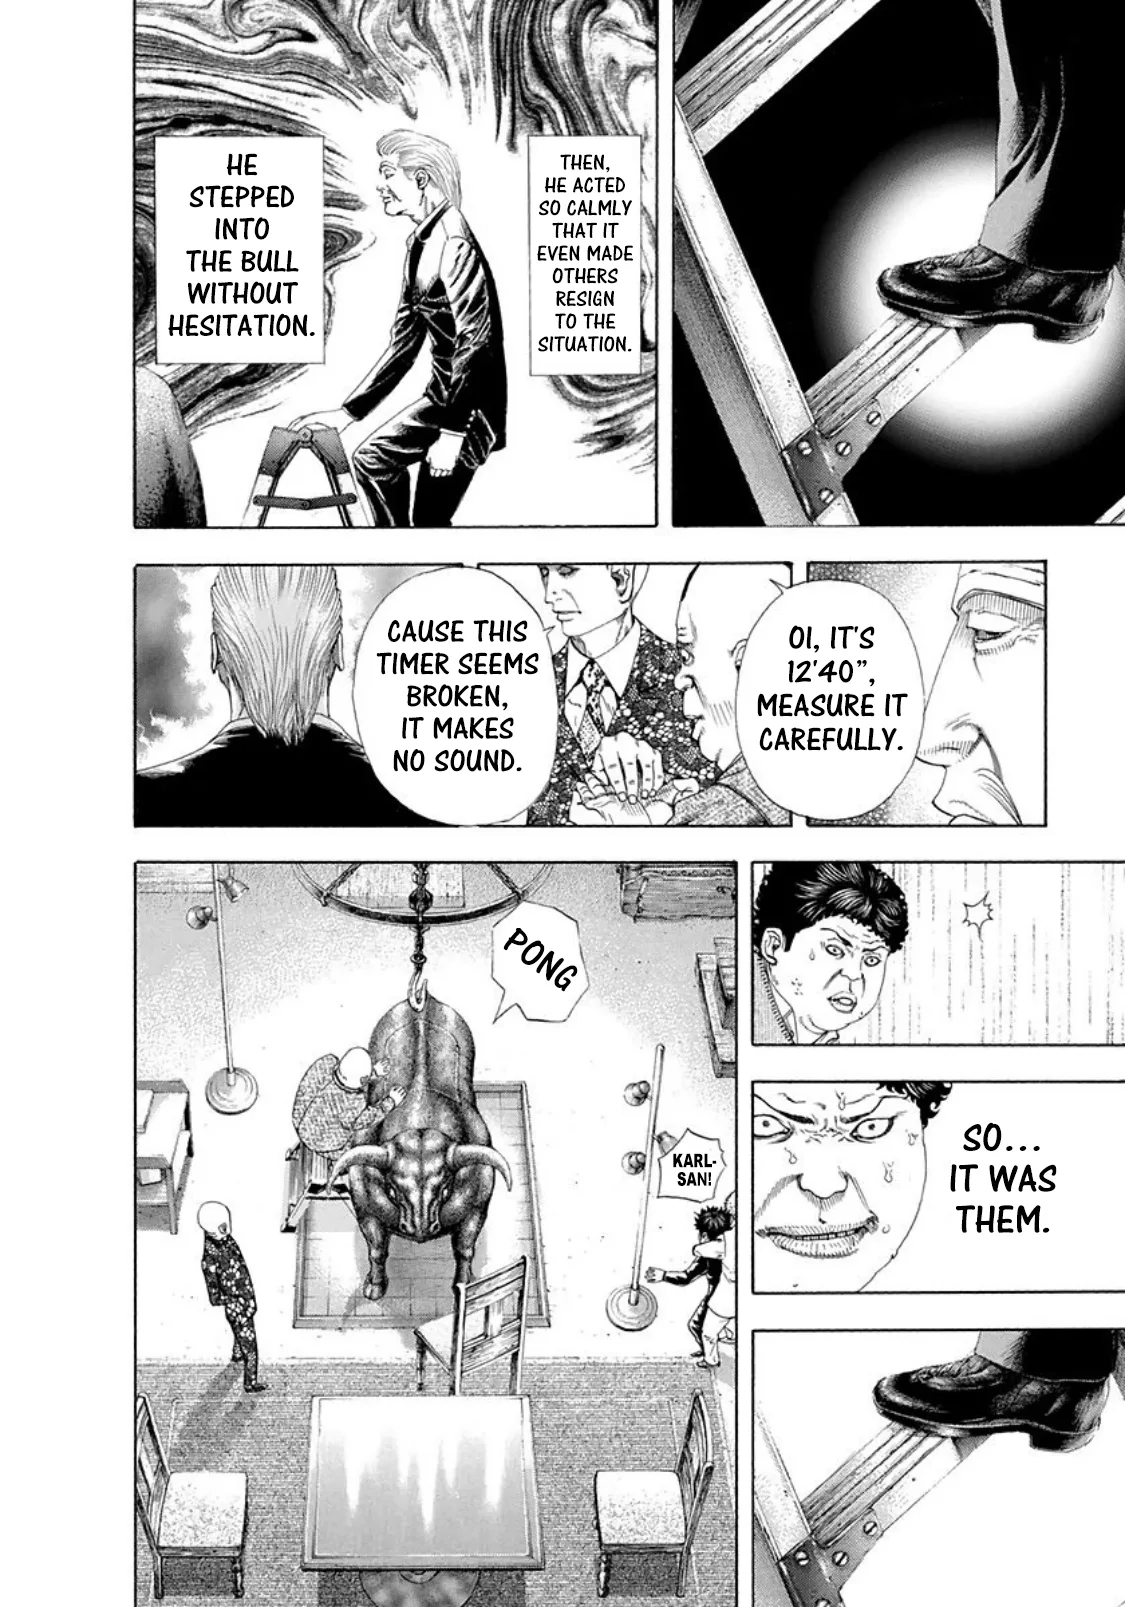 THEN,
HE ACTED
SO CALMLY
THAT IT
EVEN MADE
OTHERS
RESIGN
TO THE
SITUATION.
HE
STEPPED
INTO
THE BULL
WITHOUT
HESITATION.
OI, IT'S
12'40”,
MEASURE IT
CAREFULLY.
CAUSE THIS
TIMER SEEMS
BROKEN,
IT MAKES
NO SOUND.
SO...
IT WAS
THEM.
PONG
KARL-
SAN!